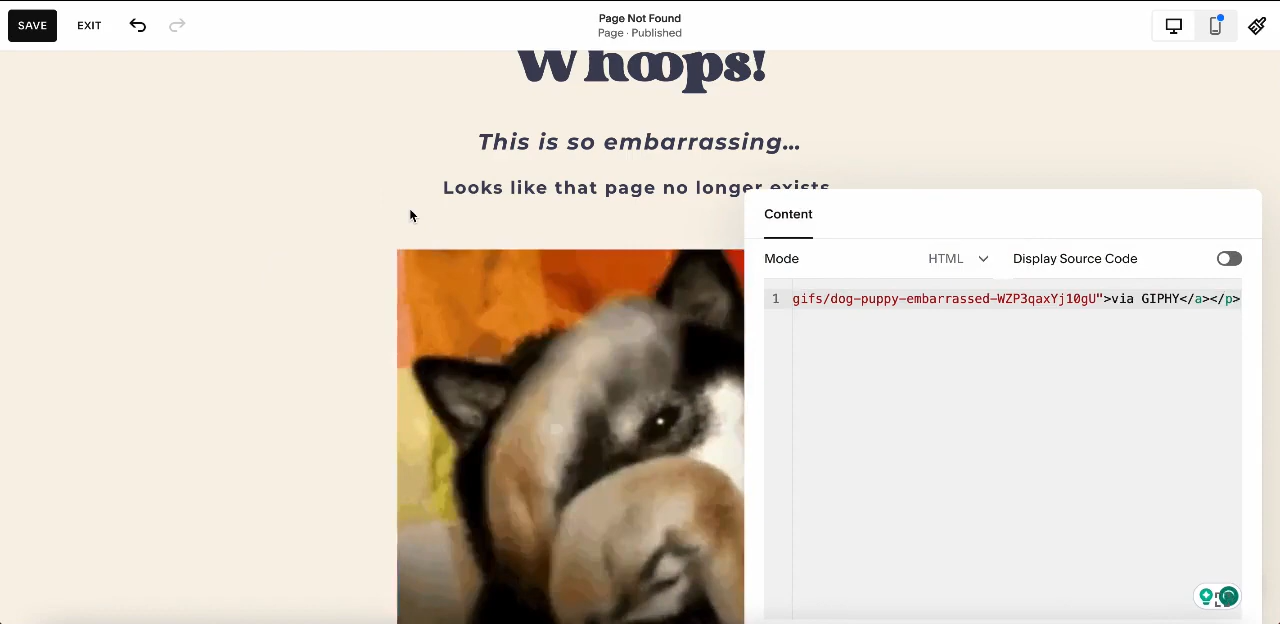 SAVE
EXIT
Page Not Found
Page · Published
Whoops!
This is so embarrassing...
Looks like that page no longer exists
Content
Mode
HTML
Display Source Code
1
gifs/dog-puppy-embarrassed-WZP3qaxYj10gU">via GIPHY</a></p>